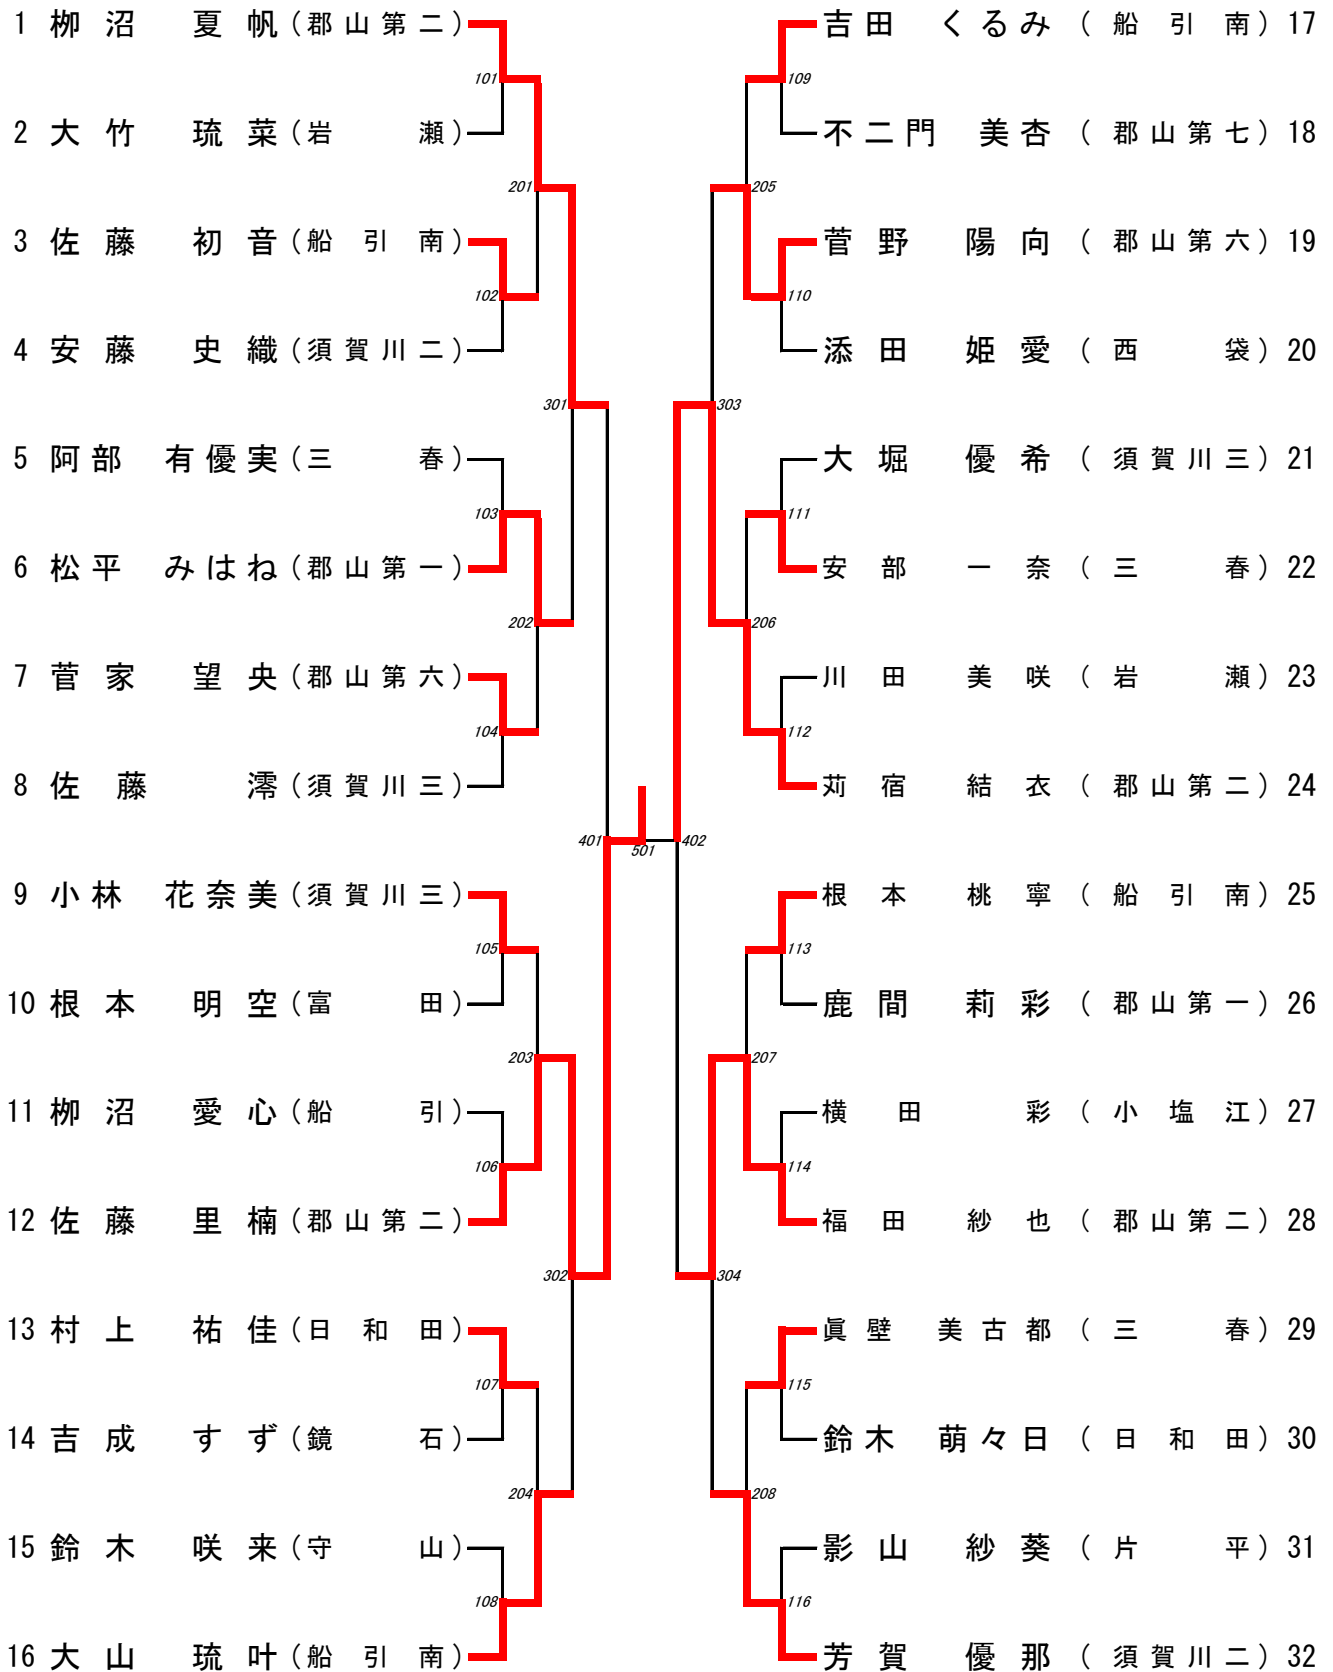 1 栁沼 夏帆 (郡山第二)
101
2 大竹 琉菜 (岩瀬)
201
3 佐藤 初音 (船引南)
102
4 安藤 史織 (須賀川二)
301
5 阿部 有優実 (三春)
103
6 松平 みはね (郡山第一)
202
7 菅家 望央 (郡山第六)
104
8 佐藤 澪 (須賀川三)
401
501
402
9 小林 花奈美 (須賀川三)
105
10 根本 明空 (富田)
203
11 栁沼 愛心 (船引)
106
12 佐藤 里楠 (郡山第二)
302
13 村上 祐佳 (日和田)
107
14 吉成 すず (鏡石)
204
15 鈴木 咲来 (守山)
108
16 大山 琉叶 (船引南)
吉田 くるみ (船引南) 17
109
不二門 美杏 (郡山第七) 18
205
菅野 陽向 (郡山第六) 19
110
添田 姫愛 (西袋) 20
303
大堀 優希 (須賀川三) 21
111
安部 一奈 (三春) 22
206
川田 美咲 (岩瀬) 23
112
苅宿 結衣 (郡山第二) 24
根本 桃寧 (船引南) 25
113
鹿間 莉彩 (郡山第一) 26
207
横田 彩 (小塩江) 27
114
福田 紗也 (郡山第二) 28
304
眞壁 美古都 (三春) 29
115
鈴木 萌々日 (日和田) 30
208
影山 紗葵 (片平) 31
116
芳賀 優那 (須賀川二) 32